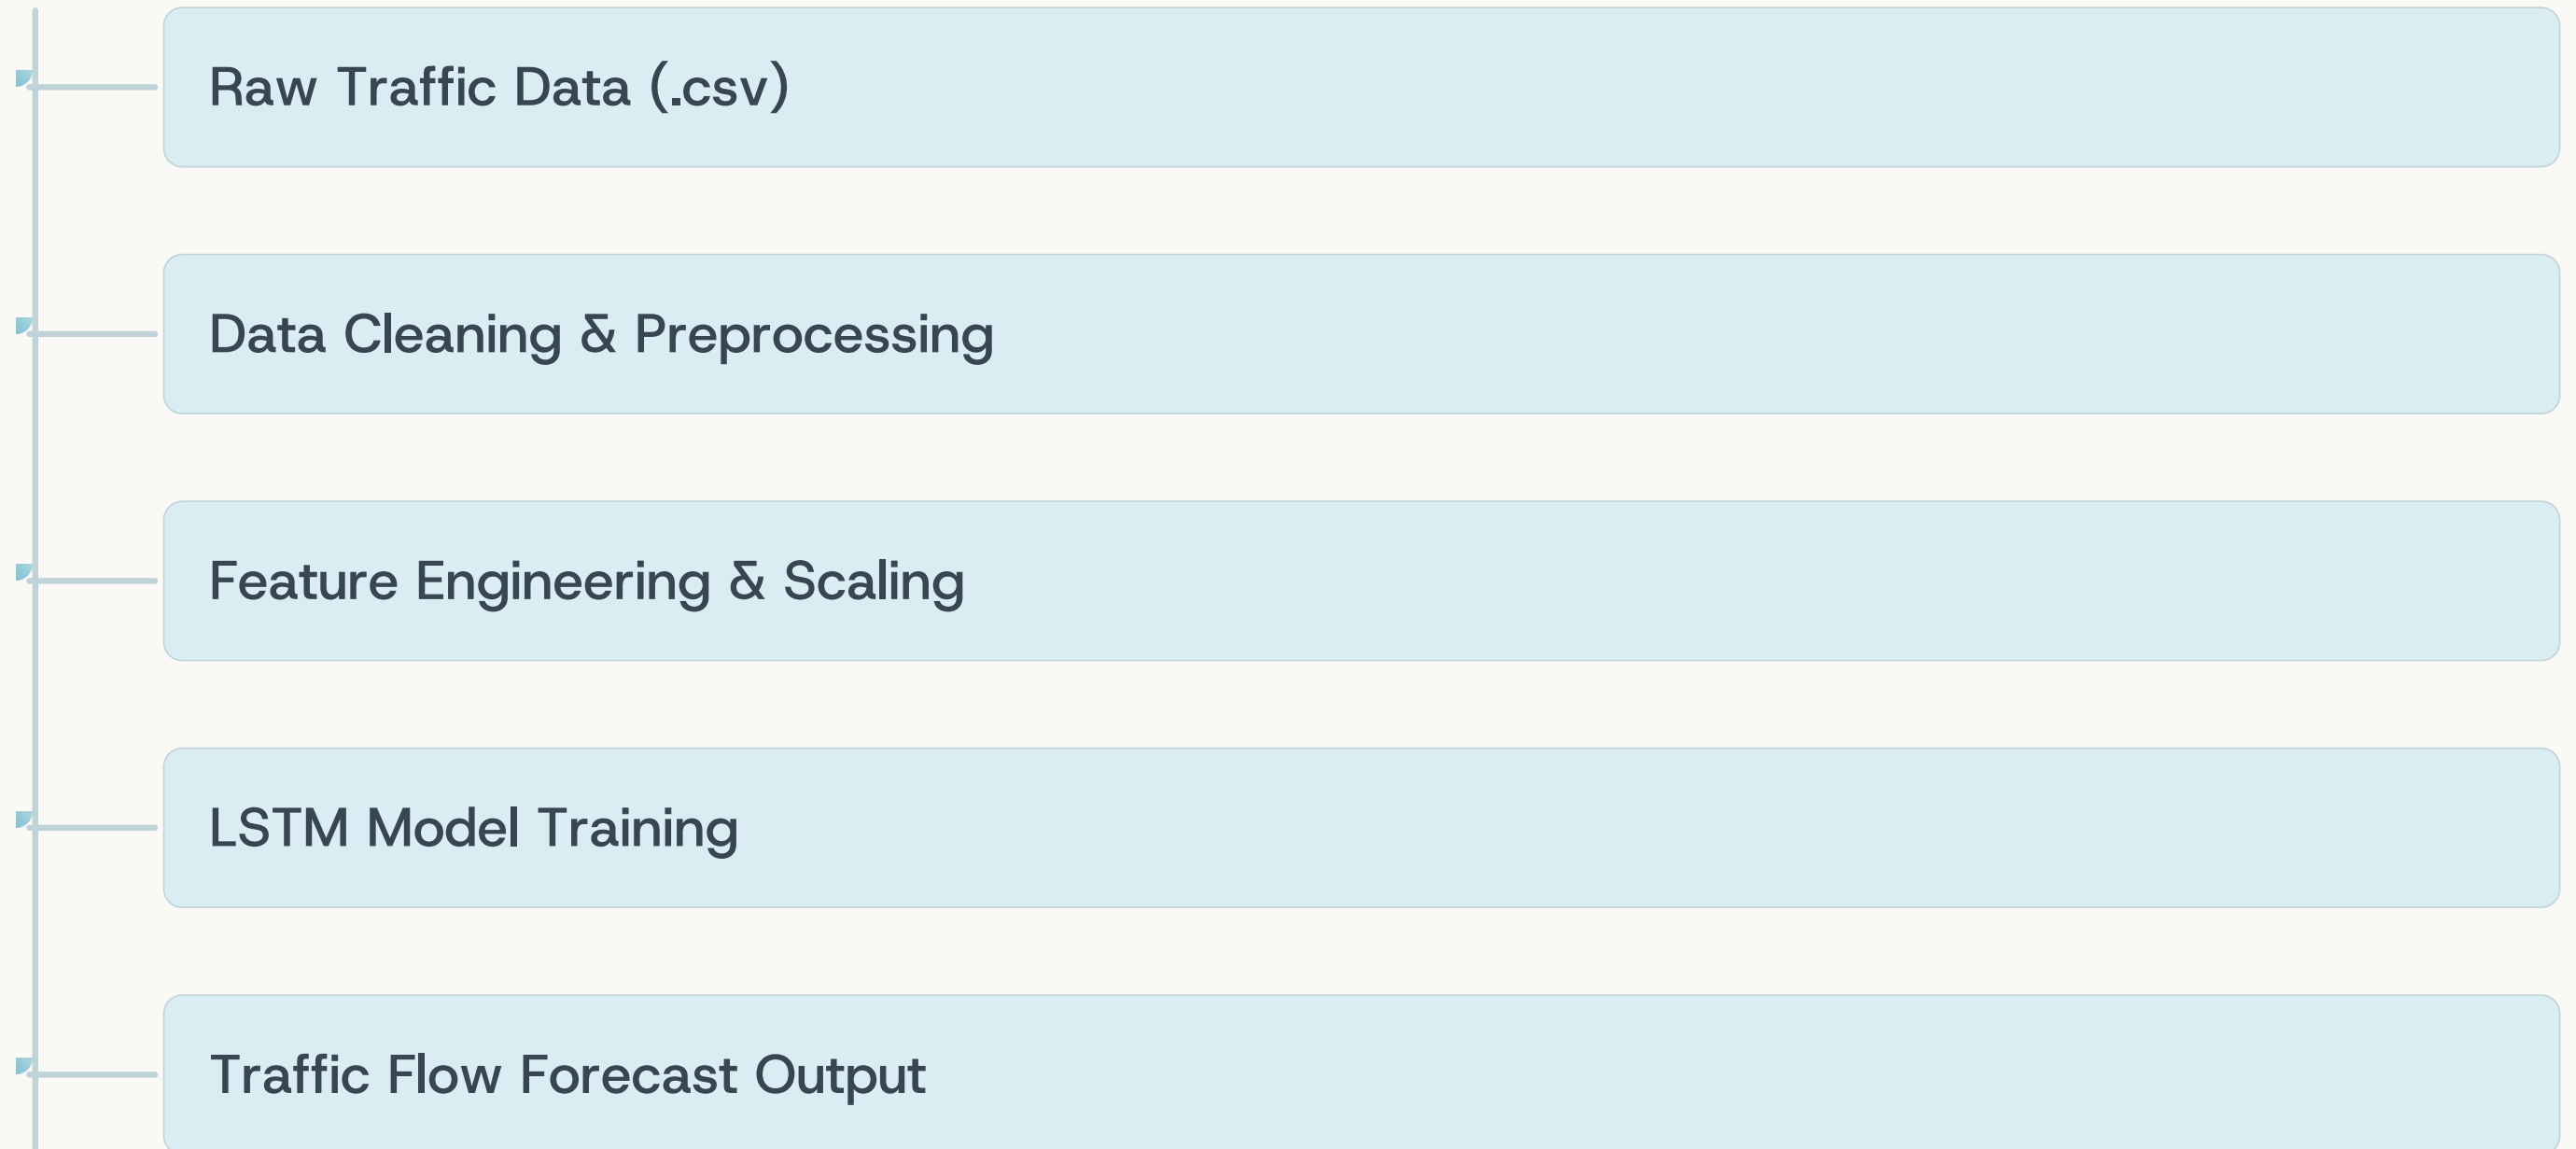 Raw Traffic Data (.csv)
Data Cleaning & Preprocessing
Feature Engineering & Scaling
LSTM Model Training
Traffic Flow Forecast Output